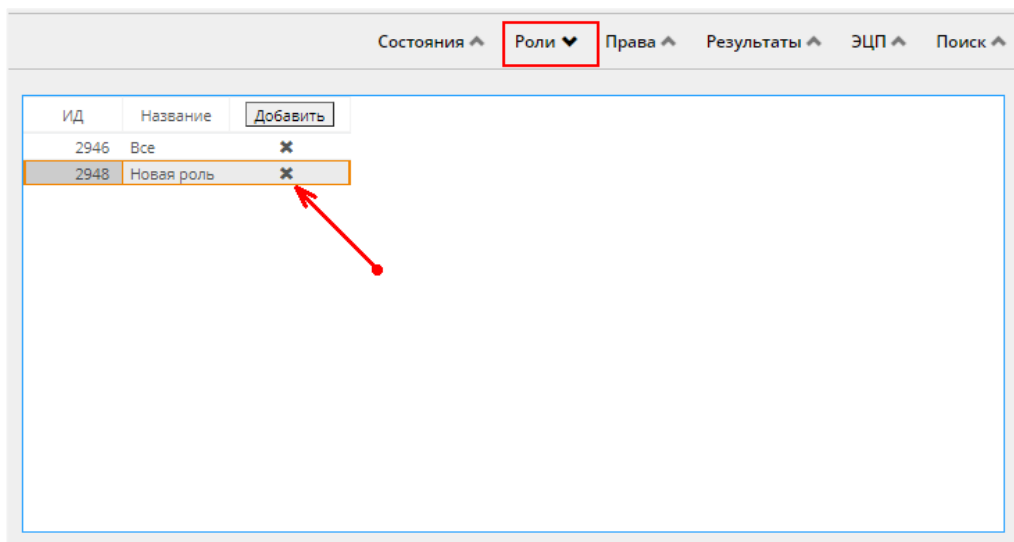 Состояния Роли Права Результаты ЭЦП Поиск
ИД Название Добавить
2946 Все
2948 Новая роль